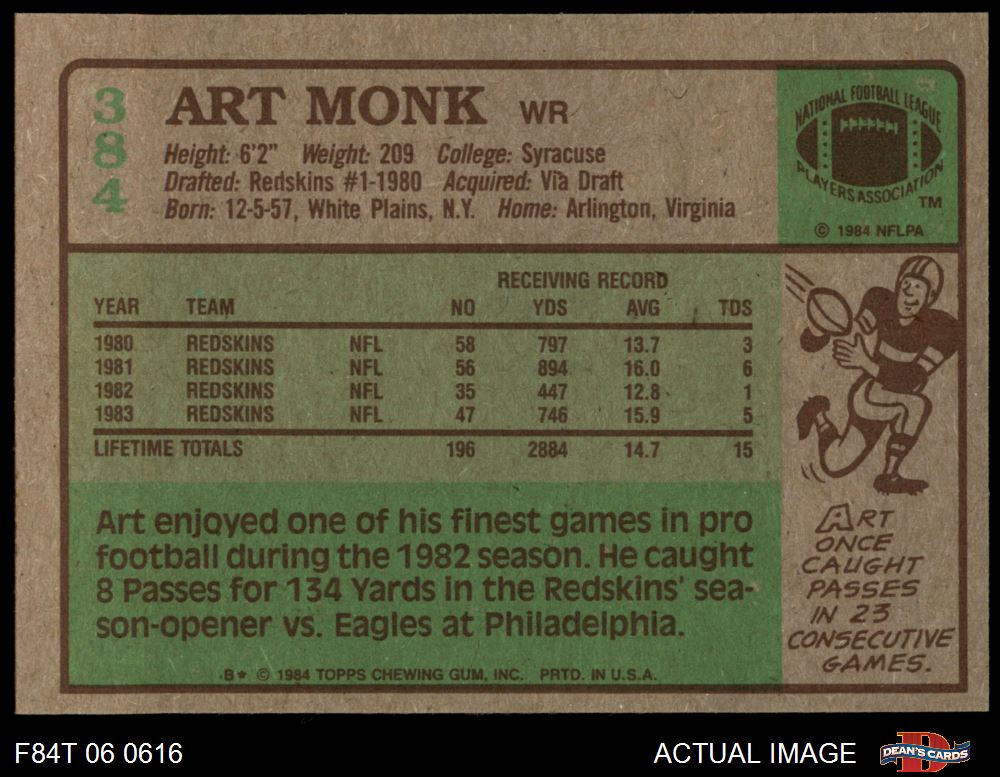 384
ART MONK WR
Height: 6'2" Weight: 209 College: Syracuse
Drafted: Redskins #1-1980 Acquired: Via Draft
Born: 12-5-57, White Plains, N.Y. Home: Arlington, Virginia
NATIONAL FOOTBALL LEAGUE
PLAYERS ASSOCIATION
TM
© 1984 NFLPA
RECEIVING RECORD
YEAR TEAM NO YDS AVG TDS
1980 REDSKINS NFL 58 797 13.7 3
1981 REDSKINS NFL 56 894 16.0 6
1982 REDSKINS NFL 35 447 12.8 1
1983 REDSKINS NFL 47 746 15.9 5
LIFETIME TOTALS 196 2884 14.7 15
Art enjoyed one of his finest games in pro
football during the 1982 season. He caught
8 Passes for 134 Yards in the Redskins' sea-
son-opener vs. Eagles at Philadelphia.
B* © 1984 TOPPS CHEWING GUM, INC. PRTD. IN U.S.A.
ART
ONCE
CAUGHT
PASSES
IN 23
CONSECUTIVE
GAMES.
F84T 06 0616
ACTUAL IMAGE
DEAN'S CARDS